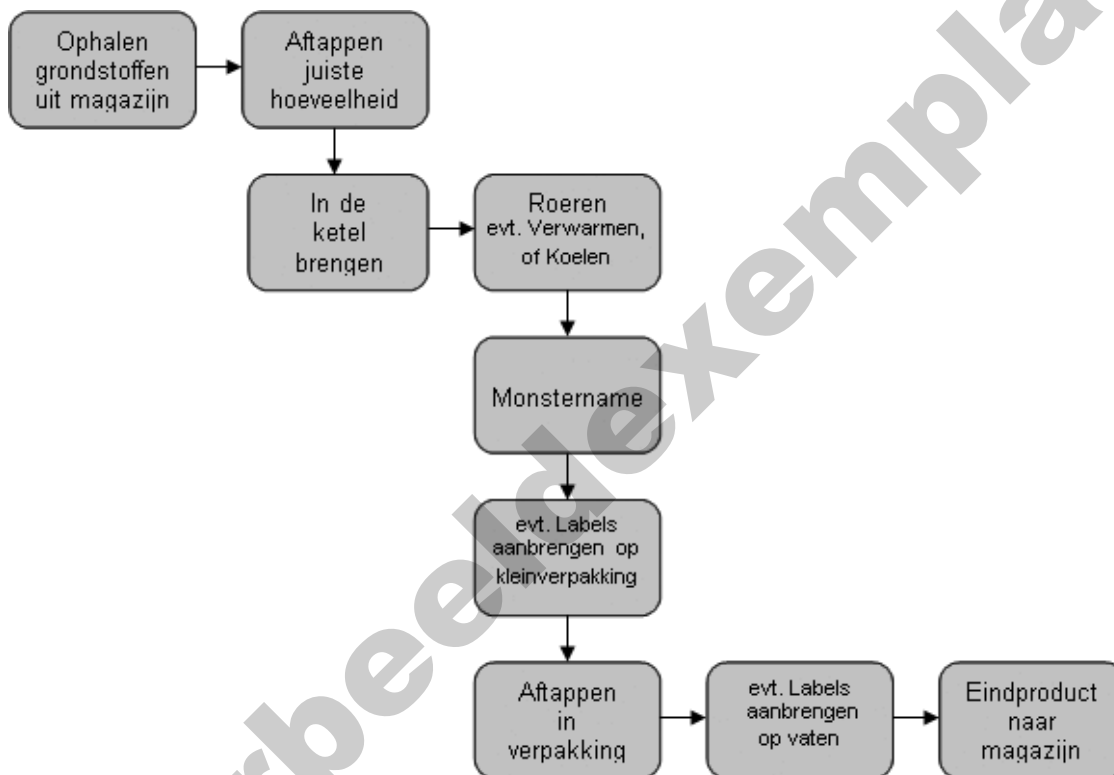 Ophalen
grondstoffen
uit magazijn
Aftappen
juiste
hoeveelheid
In de
ketel
brengen
Roeren
evt. Verwarmen,
of Koelen
Monstername
evt. Labels
aanbrengen op
kleinverpakking
Aftappen
in
verpakking
evt. Labels
aanbrengen
op vaten
Eindproduct
naar
magazijn
rbeeldexempla